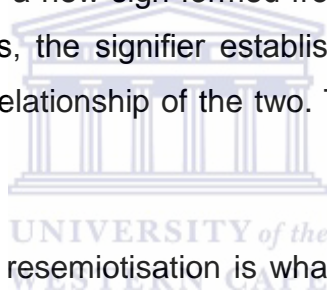 a new sign formed fro
s, the signifier establis
elationship of the two. T
UNIVERSITY of the
resemiotisation is wha
WESTERN CAPE